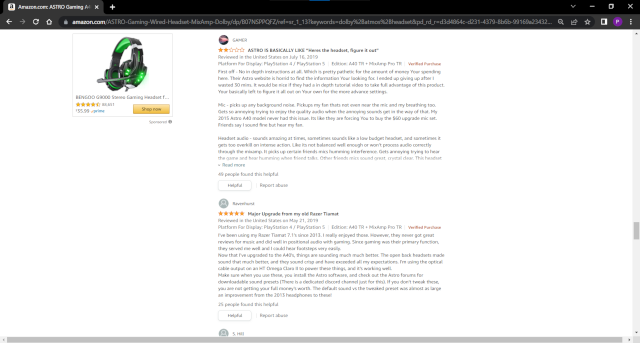 Amazon.com: ASTRO Gaming A4
amazon.com/ASTRO-Gaming-Wired-Headset-MixAmp-Dolby/dp/B07NSPPQFZ/ref=sr_1_13?keywords=dolby%2Batmos%2Bheadset&qid_rd_r=d3d4864c-d231-4379-8b6b-99169a23432...
BENGOO G9000 Stereo Gaming Headset f...
Shop now
Sponsored
GAMER
ASTRO IS BASICALLY LIKE "Heres the headset, figure it out"
Reviewed in the United States on July 16, 2019
Platform For Display: PlayStation 4 / PlayStation 5 Edition: A40 TR + MixAmp Pro TR Verified Purchase
First off - No in depth instructions at all. Which is pretty pathetic for the amount of money Your spending
here. Their Astro website is horrid to find the information Your looking for. I ended up giving up after I
wasted 30 mins. It would be nice if they had a in depth tutorial video to take full advantage of this product.
Your basically left to figure it all out on Your own for the more advance settings.
Mic - picks up any background noise. Pickups my fan thats not even near the mic and my breathing too.
Gets so annoying trying to enjoy the quality audio while the annoying sounds get in the way of that. My
2015 Astro A40 model never had this issue. Its like they are forcing You to buy the $60 upgrade mic set.
Friends say I sound fine but hear my fan.
Headset audio - sounds amazing at times, sometimes sounds like a low budget headset, and sometimes it
gets too overkill on intense action. Like its not balanced well enough or won't process audio correctly
through the mixamp. It picks up certain friends mics humming interference. Gets annoying trying to hear
the game and hear humming when friend talks. Other friends mics sound great, crystal clear. This headset
Read more
49 people found this helpful
Helpful Report abuse
Ravenhurst
Major Upgrade from my old Razer Tiamat
Reviewed in the United States on May 21, 2019
Platform For Display: PlayStation 4 / PlayStation 5 Edition: A40 TR + MixAmp Pro TR Verified Purchase
I've been using my Razer Tiamat 7.1's since 2013, I really enjoyed those. However, they never got great
reviews for music and did well in positional audio with gaming. Since gaming was their primary function,
they served me well and I could hear footsteps very easily.
Now that I've upgraded to the A40's, things are sounding much much better. The open back headsets made
sound that much better, and they sound crisp and have exceeded all my expectations. I'm using the optical
cable output on an HT Omega Claro II to power these things, and it's working well.
Make sure when you use these, you install the Astro software, and check out the Astro forums for
downloadable sound presets (There is a dedicated discord channel just for this). If you don't tweak these,
you are not getting your full money's worth. The default sound vs the tweaked preset was almost as large
an improvement from the 2013 headphones to these!
25 people found this helpful
Helpful Report abuse
S. Hill